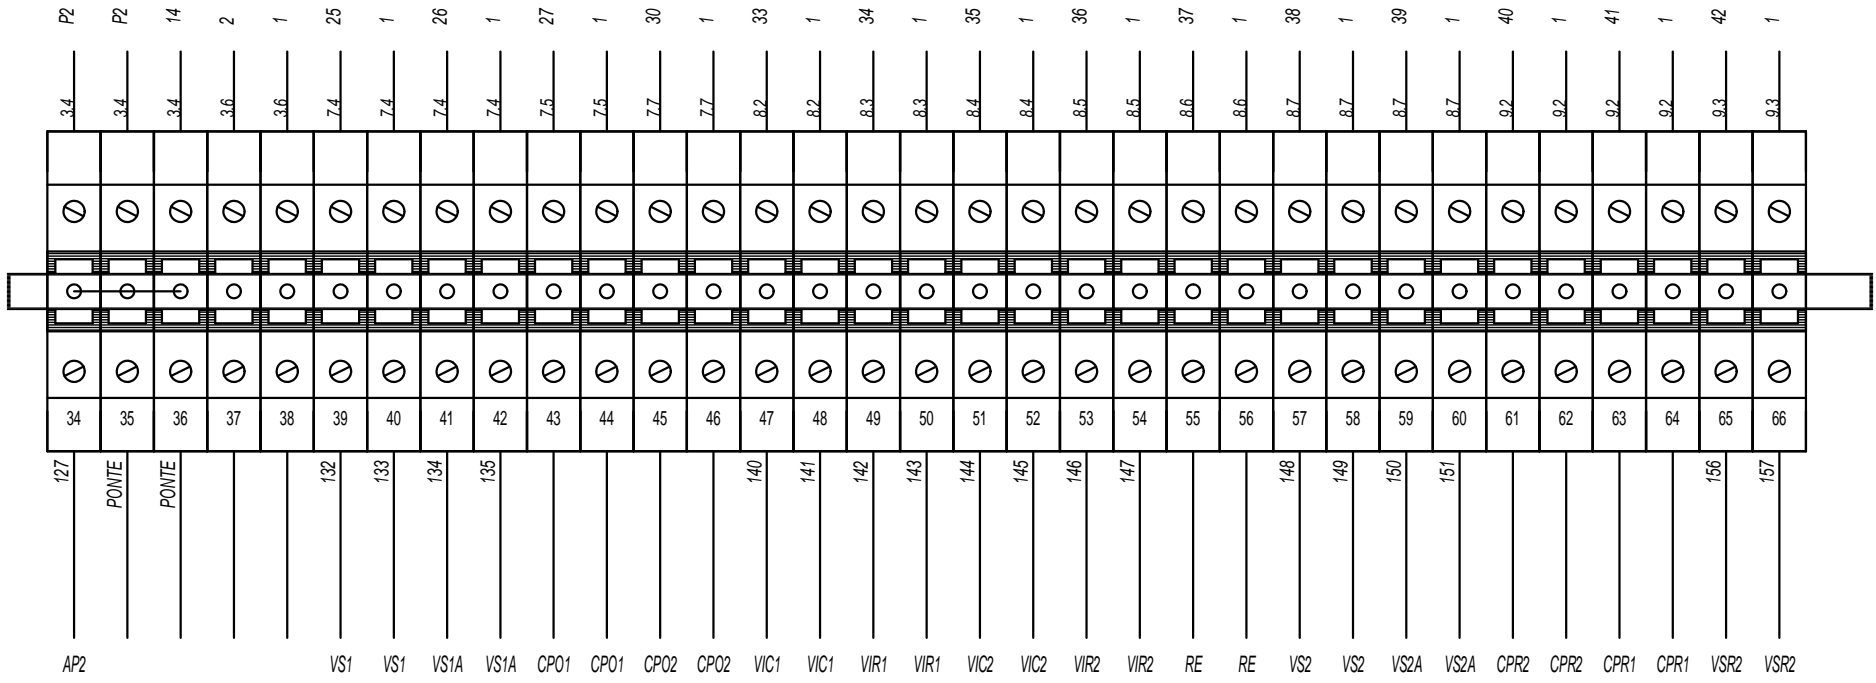 P2 P2 14 2 1 25 1 26 1 27 1 30 1 33 1 34 1 35 1 36 1 37 1 38 1 39 1 40 1 41 1 42 1
3.4 3.4 3.4 3.6 3.6 7.4 7.4 7.4 7.4 7.5 7.5 7.7 7.7 8.2 8.2 8.3 8.3 8.4 8.4 8.5 8.5 8.6 8.6 8.7 8.7 8.7 8.7 9.2 9.2 9.2 9.2 9.3 9.3
34 35 36 37 38 39 40 41 42 43 44 45 46 47 48 49 50 51 52 53 54 55 56 57 58 59 60 61 62 63 64 65 66
127 PONTE PONTE 132 133 134 135 140 141 142 143 144 145 146 147 148 149 150 151 156 157
AP2 VS1 VS1 VS1A VS1A CPO1 CPO1 CPO2 CPO2 VIC1 VIC1 VIR1 VIR1 VIC2 VIC2 VIR2 VIR2 RE RE VS2 VS2 VS2A VS2A CPR2 CPR2 CPR1 CPR1 VSR2 VSR2